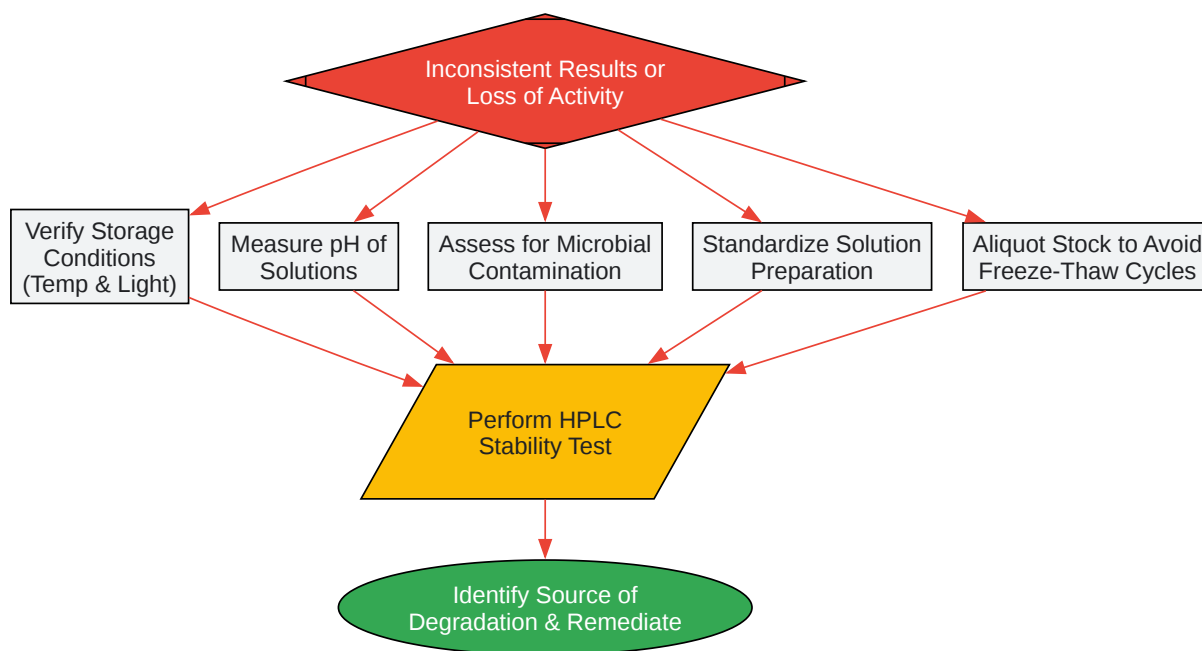 Inconsistent Results or
Loss of Activity
Verify Storage
Conditions
(Temp & Light)
Measure pH of
Solutions
Assess for Microbial
Contamination
Standardize Solution
Preparation
Aliquot Stock to Avoid
Freeze-Thaw Cycles
Perform HPLC
Stability Test
Identify Source of
Degradation & Remediate